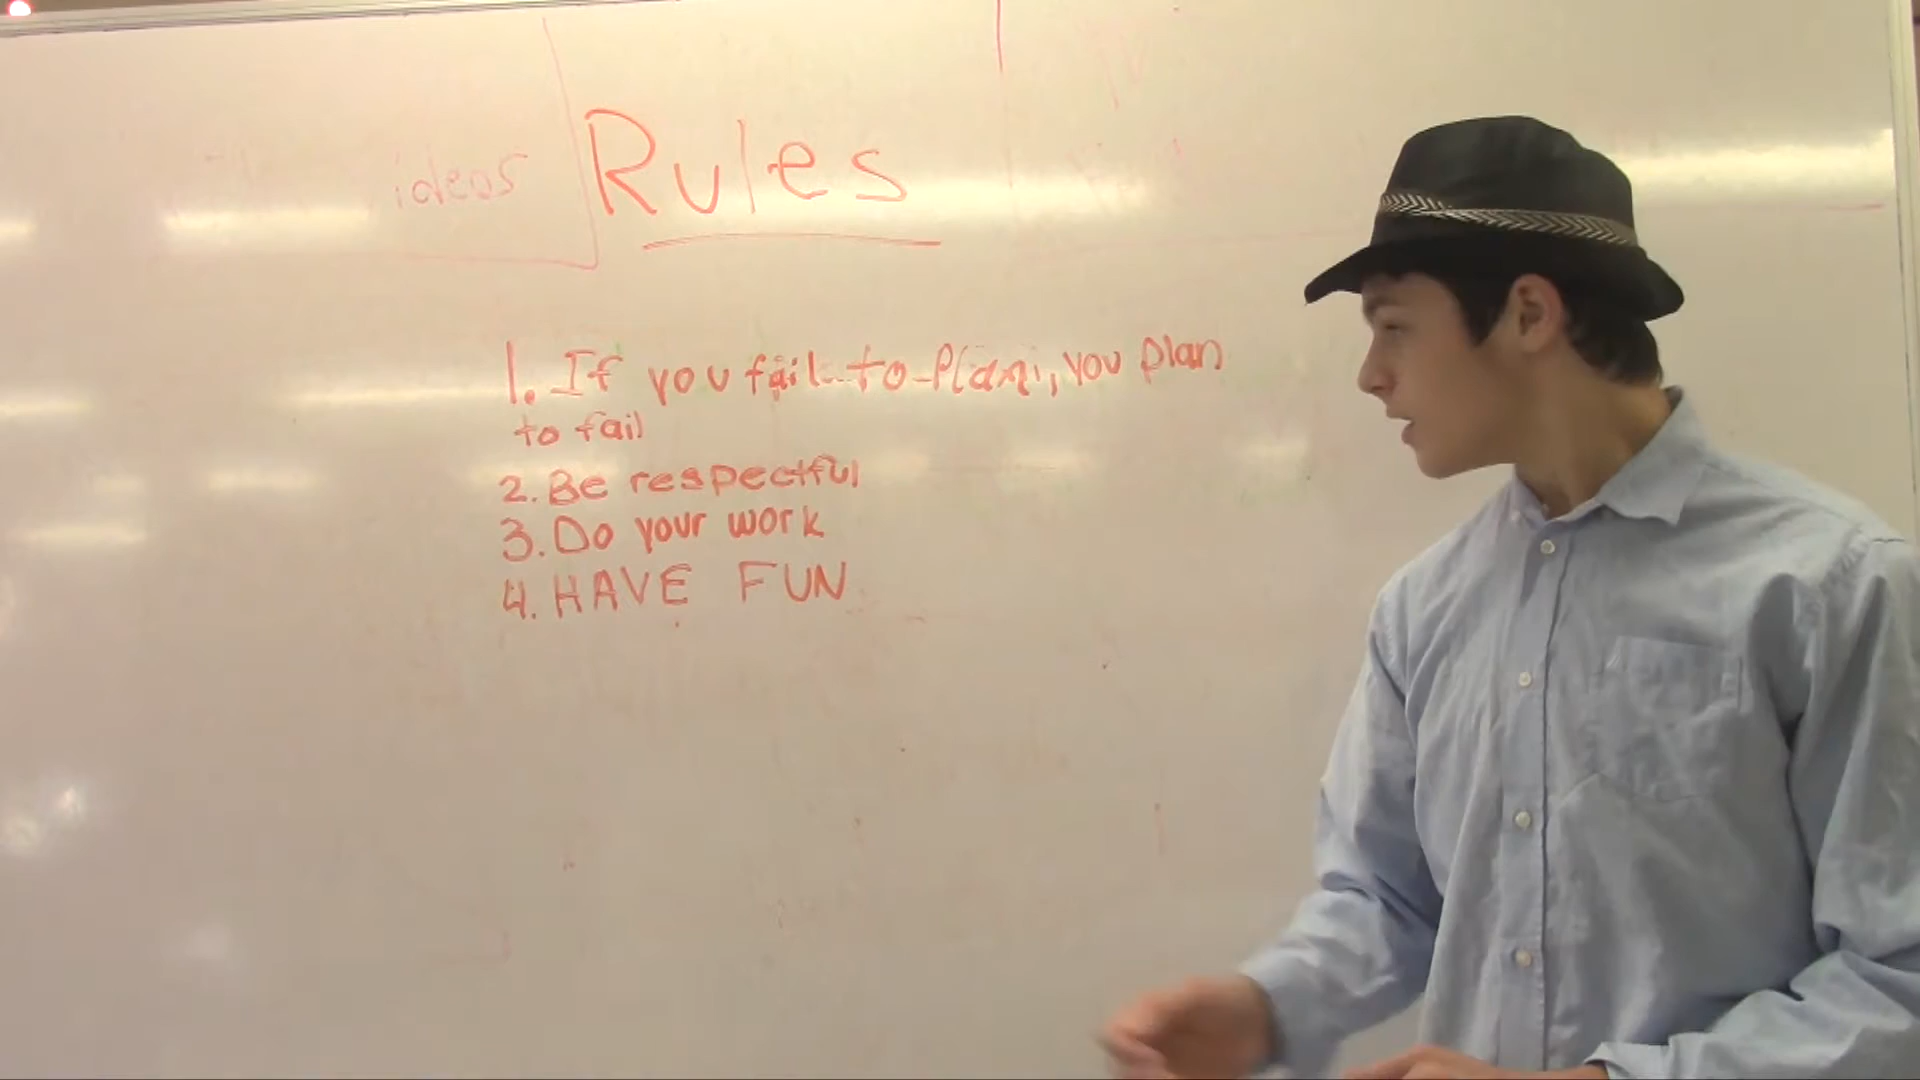 ideas
Rules
1. If you fail to plan, you plan
to fail
2. Be respectful
3. Do your work
4. HAVE FUN